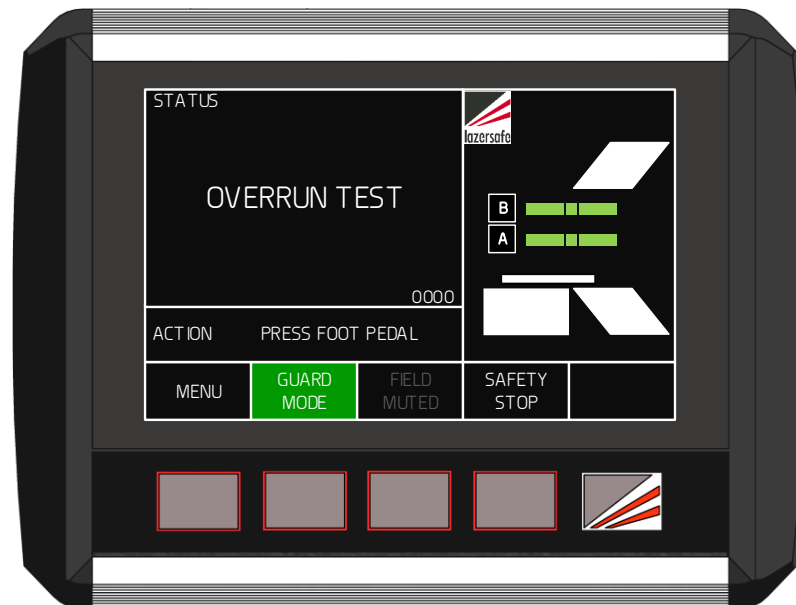 STATUS
lazersafe
OVERRUN TEST
B
A
0000
ACTION PRESS FOOT PEDAL
MENU
GUARD
MODE
FIELD
MUTED
SAFETY
STOP